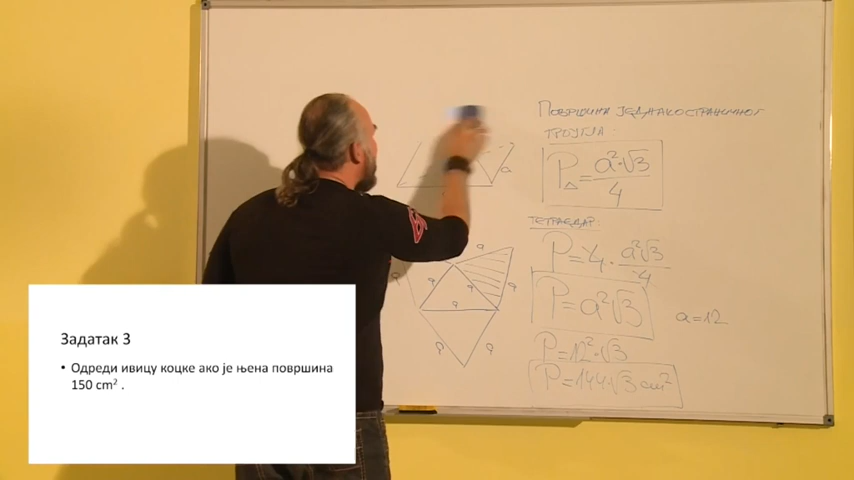 Површина једнакостраничног
троугла:
P△ = a²·√3 / 4
a
a
Тетраедар:
P = 4 · a²√3 / 4
P = a²√3
a = 12
P = 12²·√3
P = 144√3 cm²
a
a
a
a
a
a
a
a
Задатак 3
• Одреди ивицу коцке ако је њена површина
150 cm² .